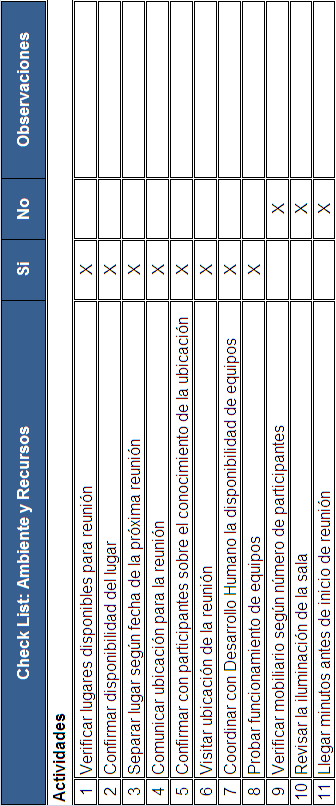 Check List: Ambiente y Recursos Si No Observaciones
Actividades
1 Verificar lugares disponibles para reunión X
2 Confirmar disponibilidad del lugar X
3 Separar lugar según fecha de la próxima reunión X
4 Comunicar ubicación para la reunión X
5 Confirmar con participantes sobre el conocimiento de la ubicación X
6 Visitar ubicación de la reunión X
7 Coordinar con Desarrollo Humano la disponibilidad de equipos X
8 Probar funcionamiento de equipos X
9 Verificar mobiliario según número de participantes X
10 Revisar la iluminación de la sala X
11 Llegar minutos antes de inicio de reunión X